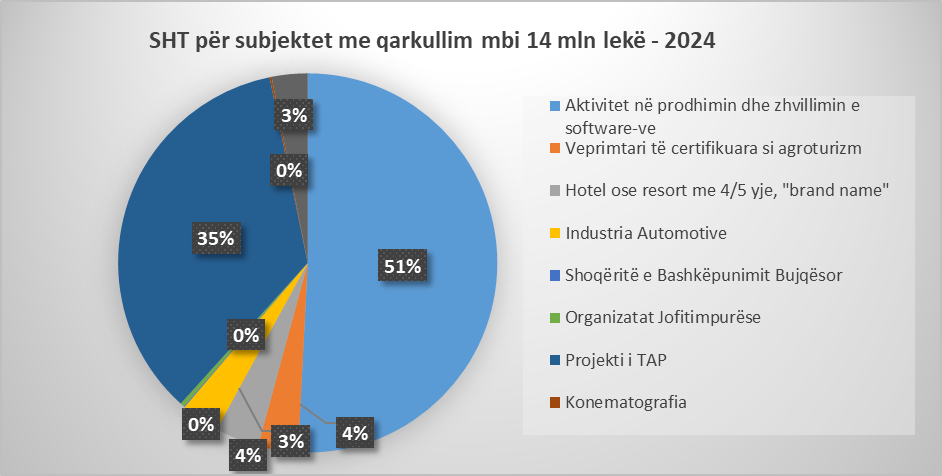 SHT për subjektet me qarkullim mbi 14 mln lekë - 2024
3%
0%
35%
51%
0%
0%
4%
3%
4%
Aktivitet në prodhimin dhe zhvillimin e
software-ve
Veprimtari të certifikuara si agroturizm
Hotel ose resort me 4/5 yje, "brand name"
Industria Automotive
Shoqëritë e Bashkëpunimit Bujqësor
Organizatat Jofitimpurëse
Projekti i TAP
Konematografia